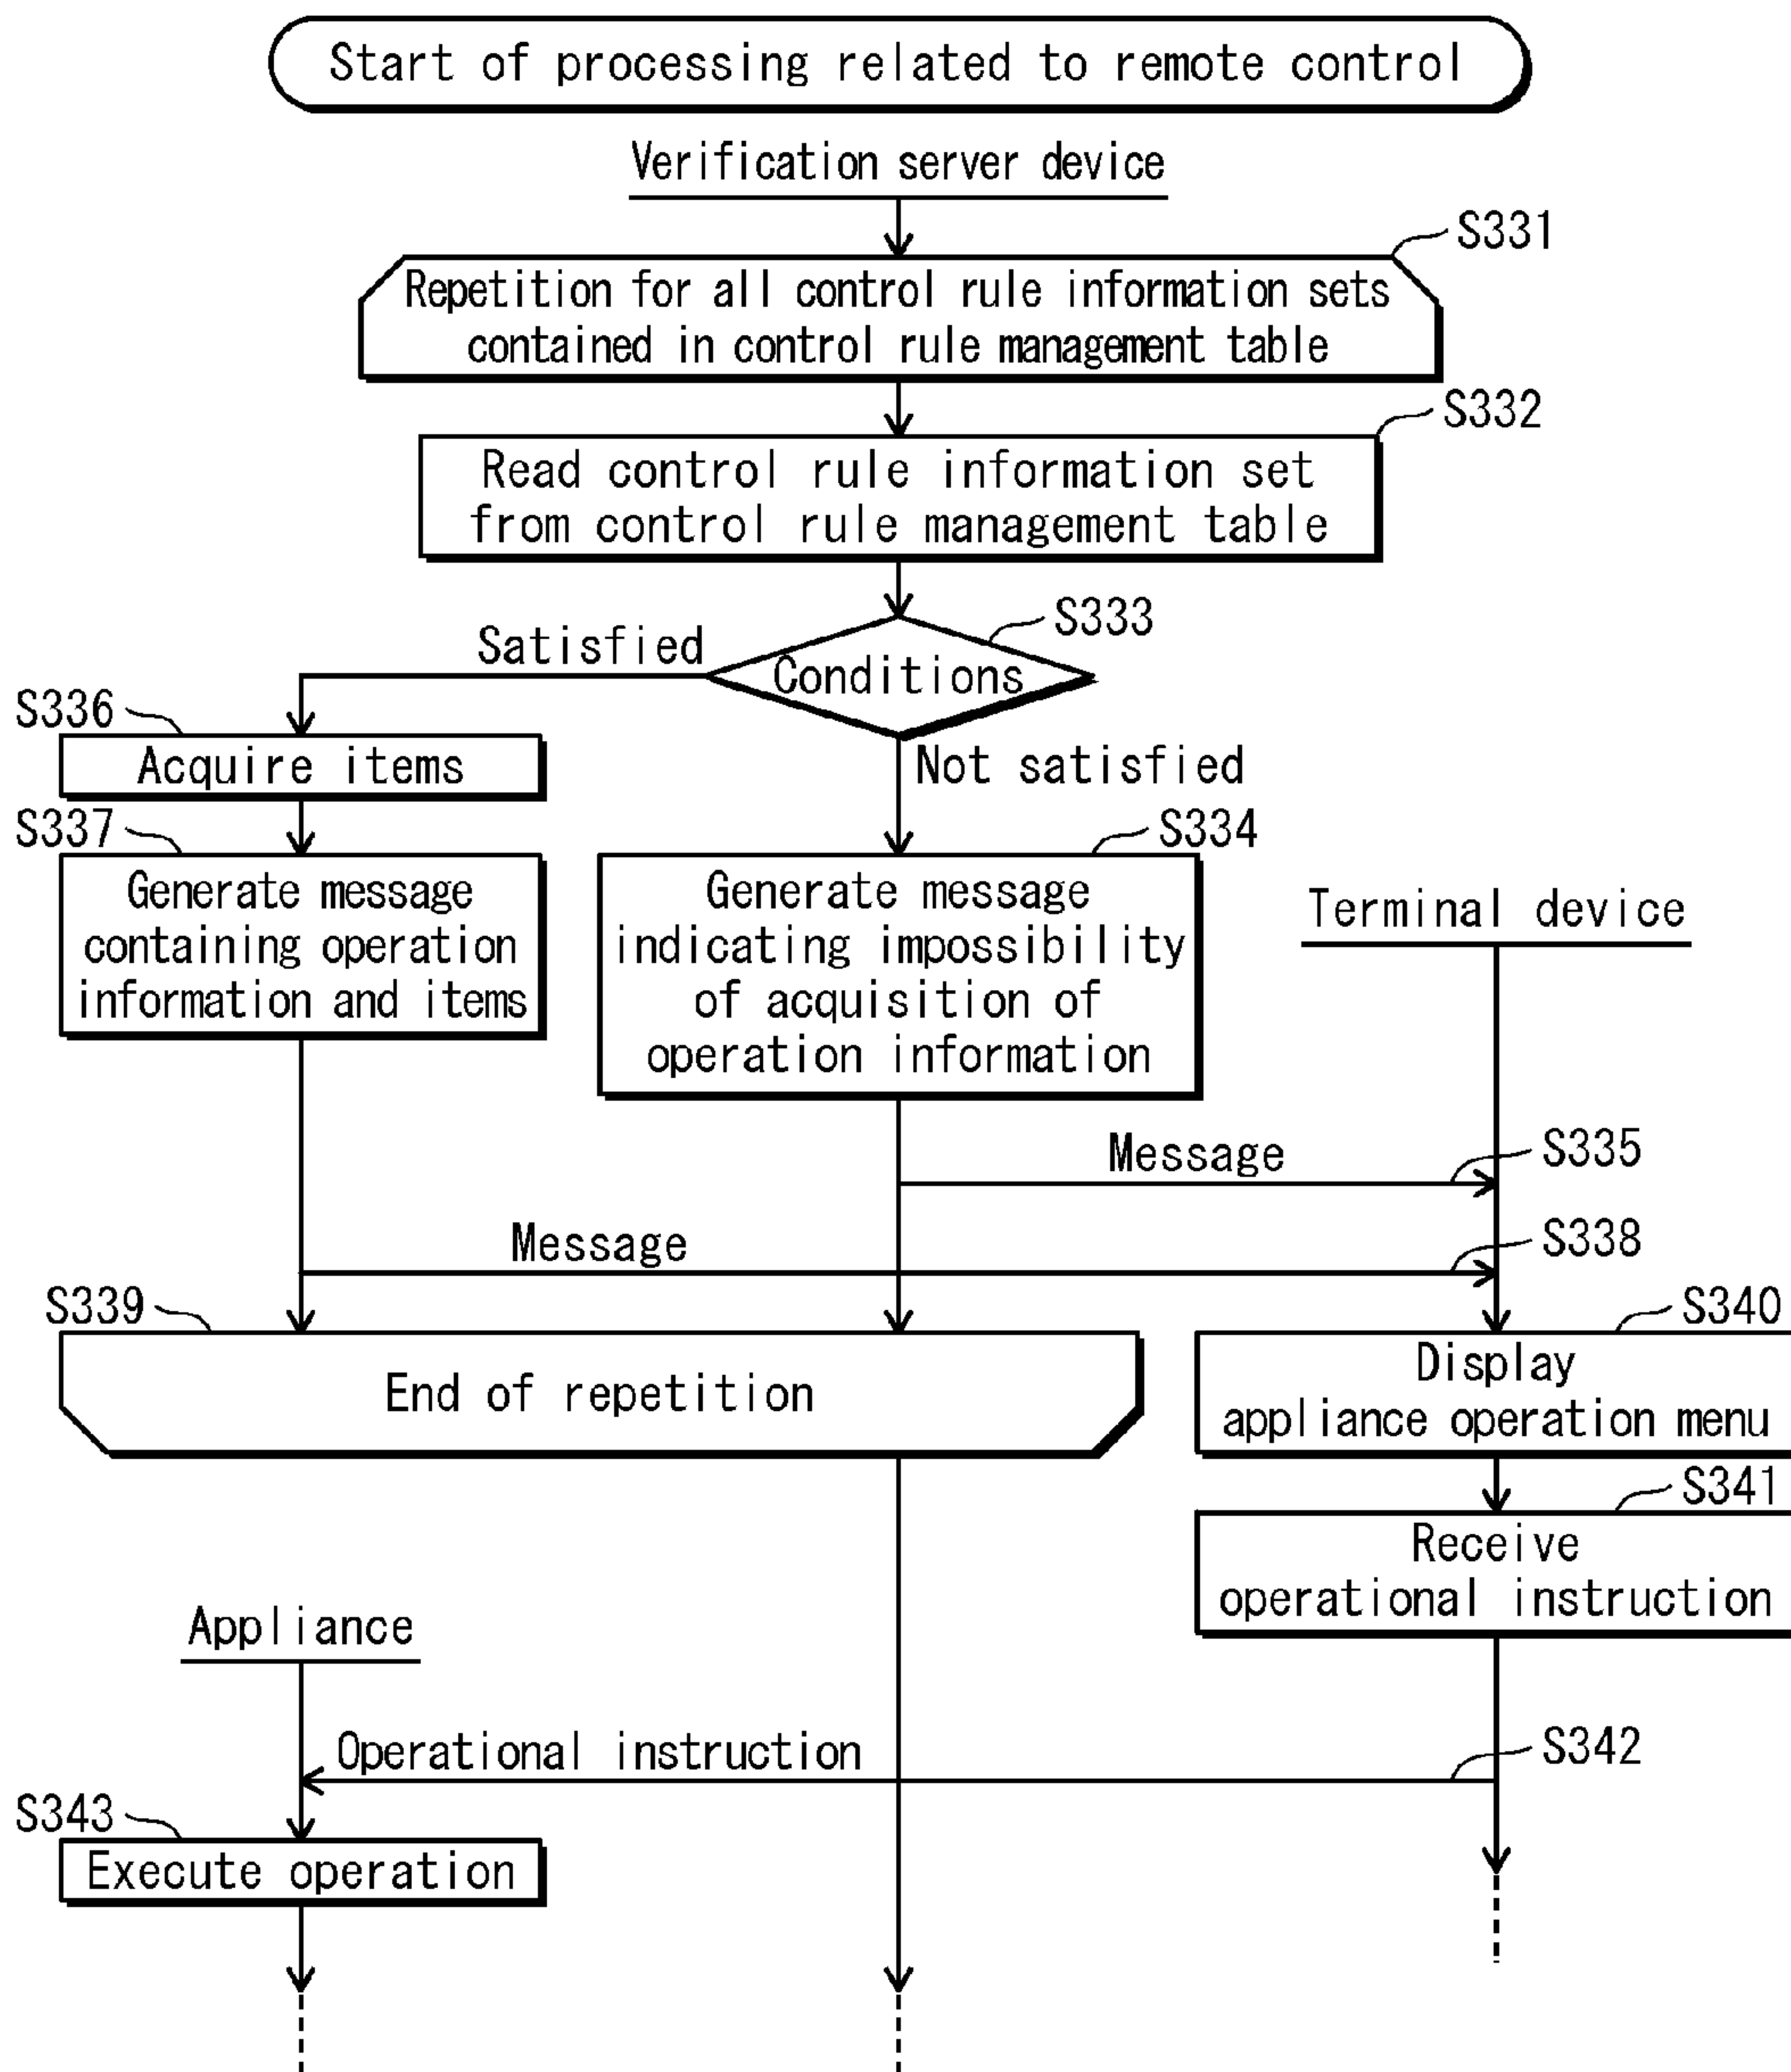 Start of processing related to remote control
Verification server device
S331
Repetition for all control rule information sets
contained in control rule management table
S332
Read control rule information set
from control rule management table
S333
Satisfied
Conditions
S336
Acquire items
Not satisfied
S337
Generate message
containing operation
information and items
S334
Generate message
indicating impossibility
of acquisition of
operation information
Terminal device
Message
S335
Message
S338
S339
End of repetition
S340
Display
appliance operation menu
S341
Receive
operational instruction
Appliance
Operational instruction
S342
S343
Execute operation